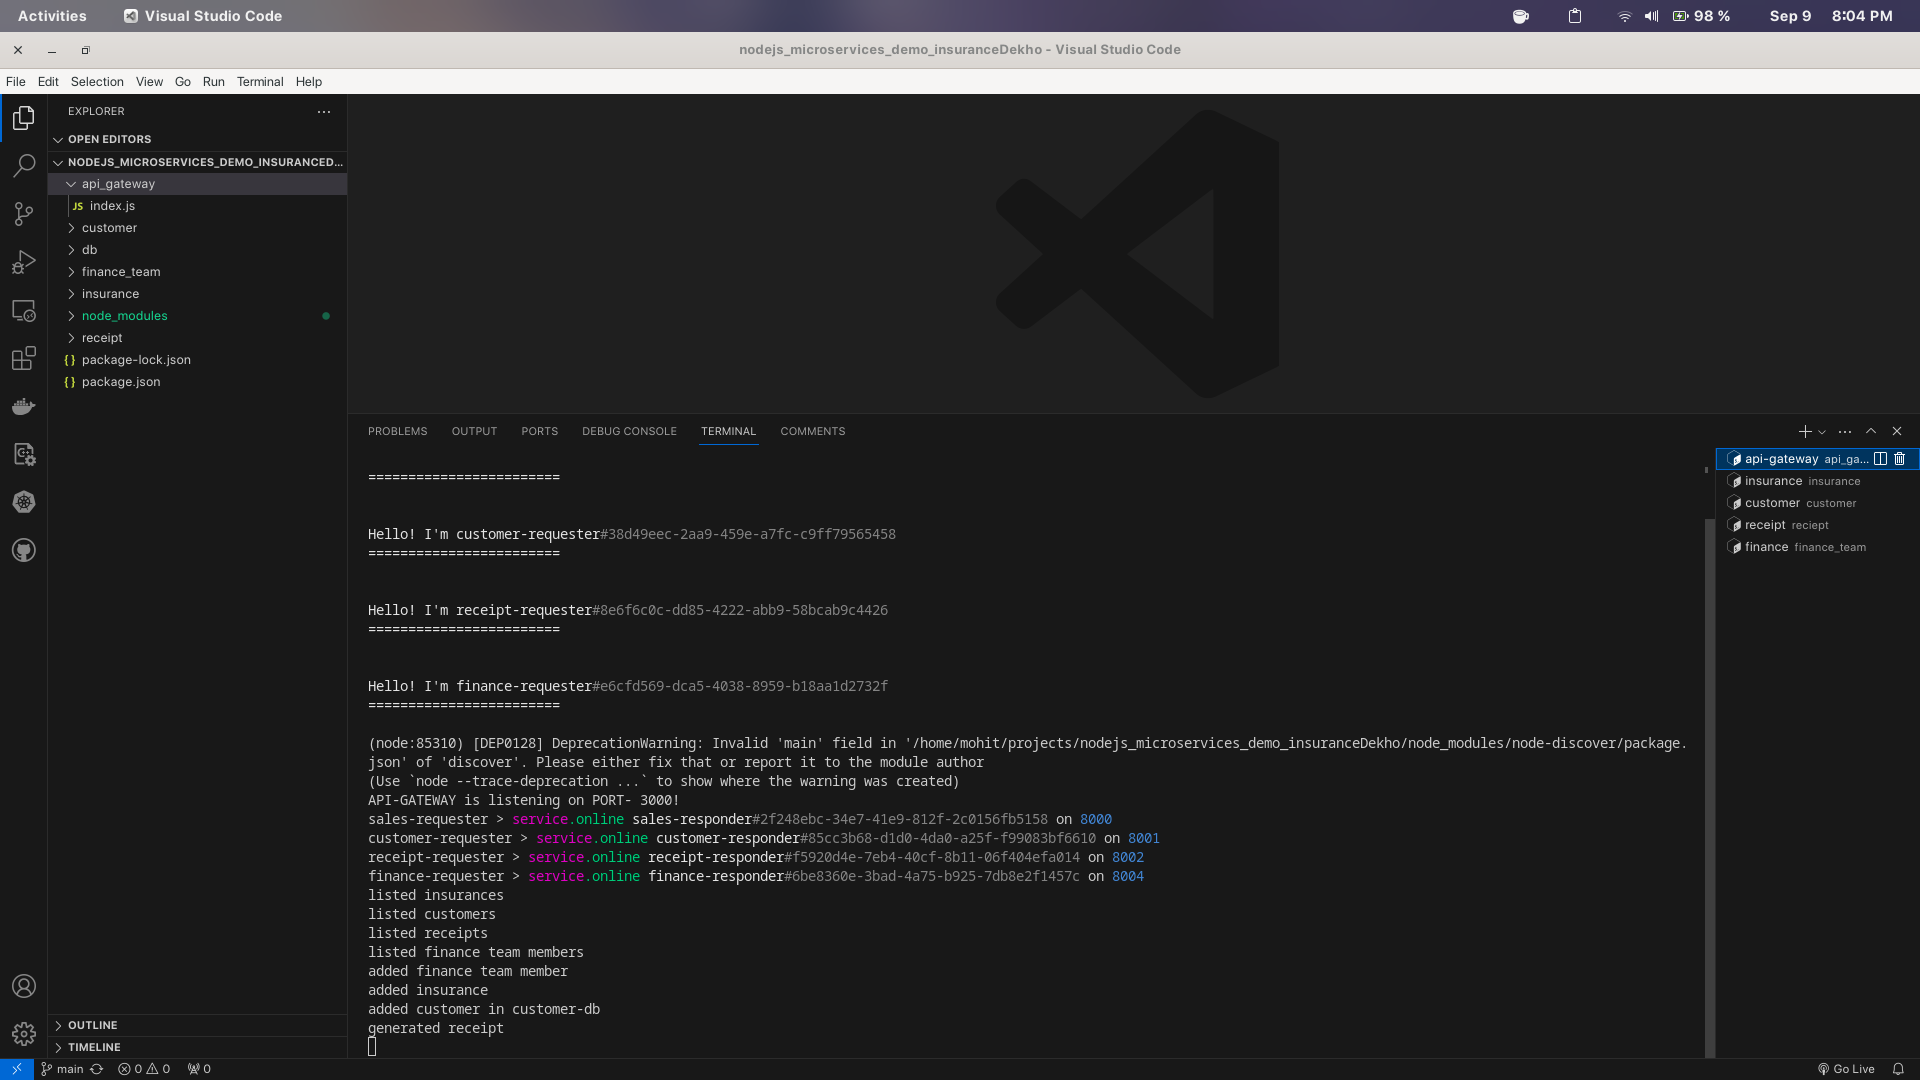 Activities
Visual Studio Code
98 %
Sep 9 8:04 PM
nodejs_microservices_demo_insuranceDekho - Visual Studio Code
File Edit Selection View Go Run Terminal Help
EXPLORER
OPEN EDITORS
NODEJS_MICROSERVICES_DEMO_INSURANCED...
api_gateway
JS index.js
customer
db
finance_team
insurance
node_modules
receipt
{} package-lock.json
{} package.json
OUTLINE
TIMELINE
PROBLEMS OUTPUT PORTS DEBUG CONSOLE TERMINAL COMMENTS
========================
Hello! I'm customer-requester#38d49eec-2aa9-459e-a7fc-c9ff79565458
========================
Hello! I'm receipt-requester#8e6f6c0c-dd85-4222-abb9-58bcab9c4426
========================
Hello! I'm finance-requester#e6cfd569-dca5-4038-8959-b18aa1d2732f
========================
(node:85310) [DEP0128] DeprecationWarning: Invalid 'main' field in '/home/mohit/projects/nodejs_microservices_demo_insuranceDekho/node_modules/node-discover/package.
json' of 'discover'. Please either fix that or report it to the module author
(Use `node --trace-deprecation ...` to show where the warning was created)
API-GATEWAY is listening on PORT- 3000!
sales-requester > service.online sales-responder#2f248ebc-34e7-41e9-812f-2c0156fb5158 on 8000
customer-requester > service.online customer-responder#85cc3b68-d1d0-4da0-a25f-f99083bf6610 on 8001
receipt-requester > service.online receipt-responder#f5920d4e-7eb4-40cf-8b11-06f404efa014 on 8002
finance-requester > service.online finance-responder#6be8360e-3bad-4a75-b925-7db8e2f1457c on 8004
listed insurances
listed customers
listed receipts
listed finance team members
added finance team member
added insurance
added customer in customer-db
generated receipt
api-gateway api_ga...
insurance insurance
customer customer
receipt reciept
finance finance_team
main 0 0 0
Go Live